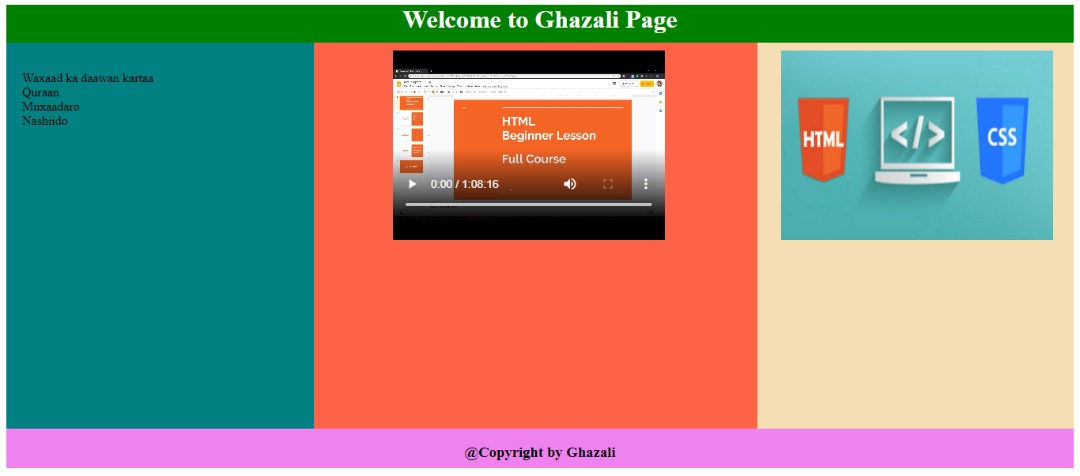 Welcome to Ghazali Page
Waxaad ka daawan kartaa
Quraan
Muxaadaro
Nashiido
HTML
Beginner Lesson
Full Course
0:00 / 1:08:16
HTML
</>
CSS
@Copyright by Ghazali